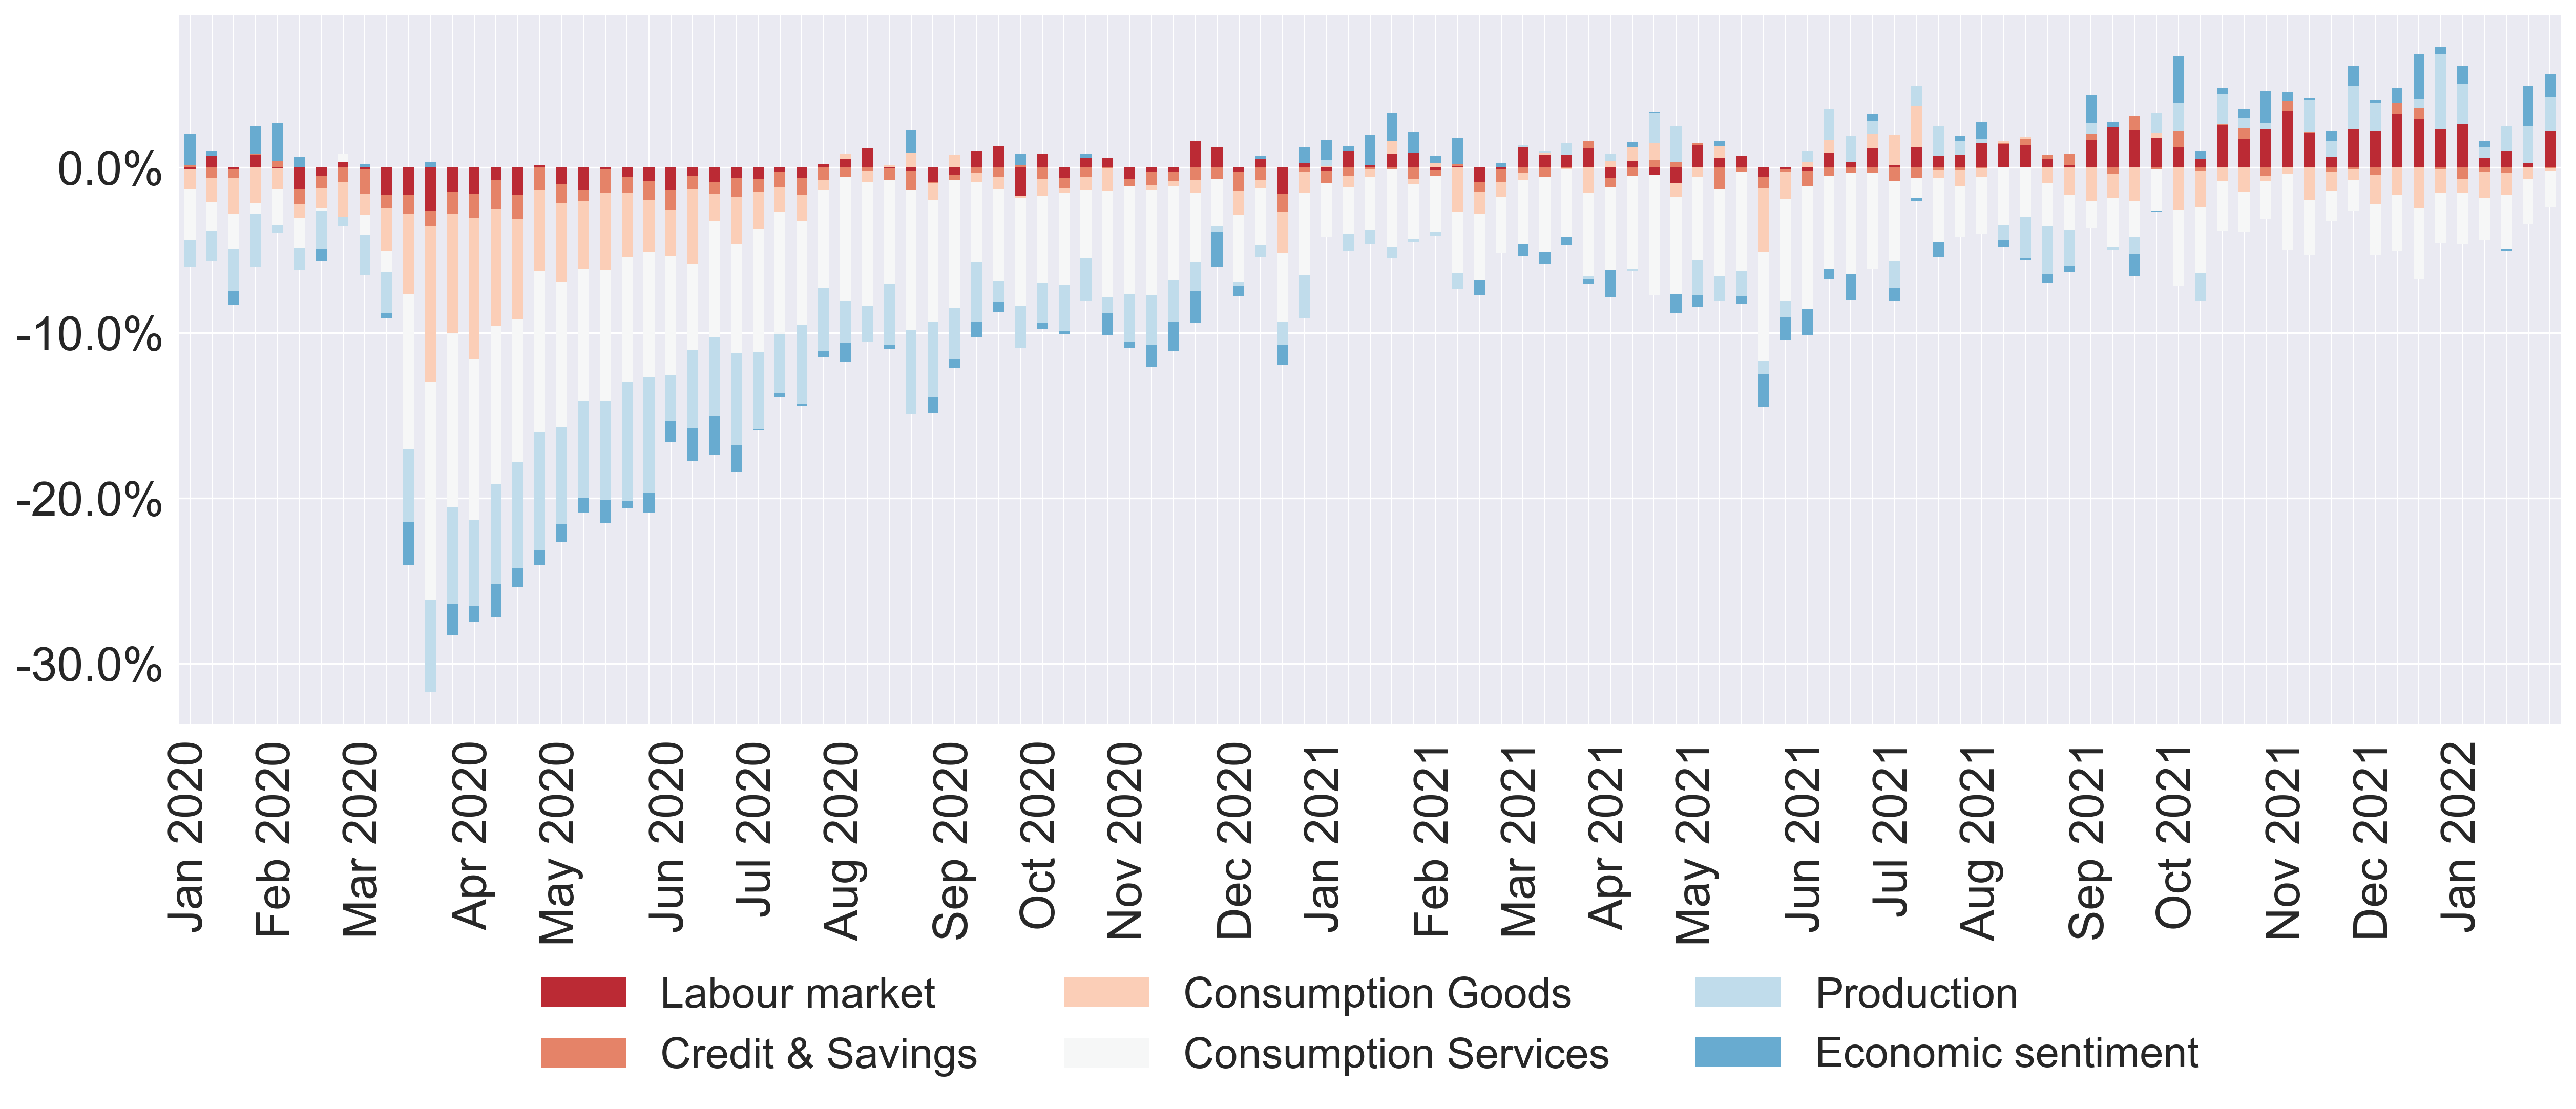 0.0%
-10.0%
-20.0%
-30.0%
Jan 2020
Feb 2020
Mar 2020
Apr 2020
May 2020
Jun 2020
Jul 2020
Aug 2020
Sep 2020
Oct 2020
Nov 2020
Dec 2020
Jan 2021
Feb 2021
Mar 2021
Apr 2021
May 2021
Jun 2021
Jul 2021
Aug 2021
Sep 2021
Oct 2021
Nov 2021
Dec 2021
Jan 2022
Labour market
Consumption Goods
Production
Credit & Savings
Consumption Services
Economic sentiment